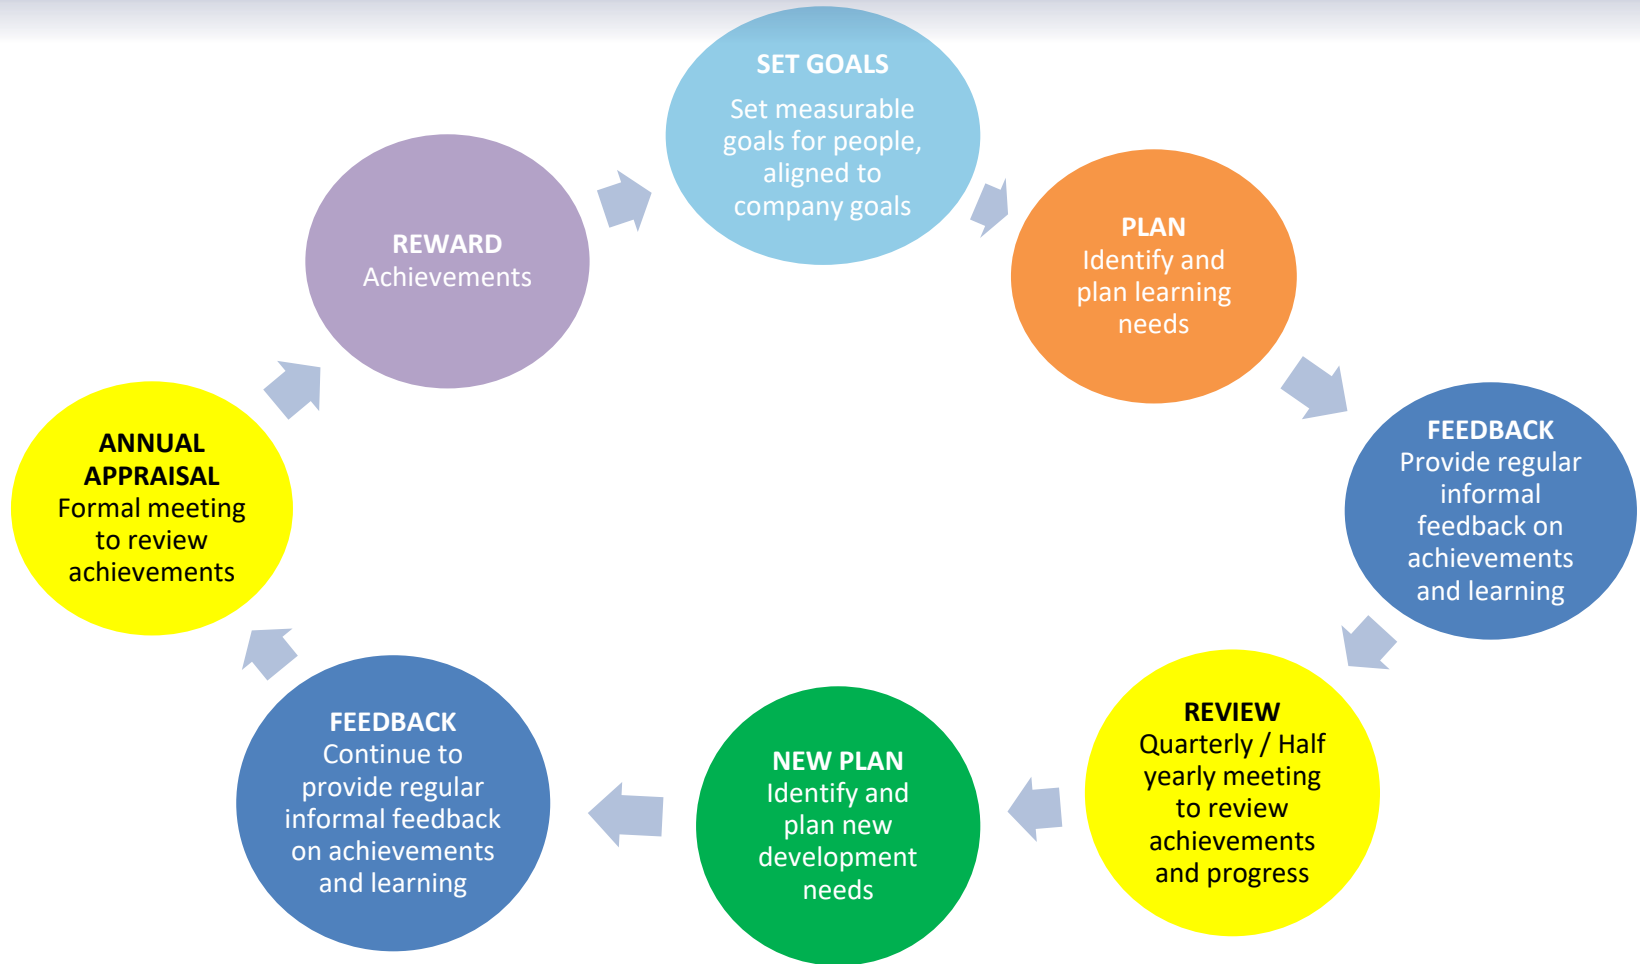 SET GOALS
Set measurable
goals for people,
aligned to
company goals
PLAN
Identify and
plan learning
needs
FEEDBACK
Provide regular
informal
feedback on
achievements
and learning
REVIEW
Quarterly / Half
yearly meeting
to review
achievements
and progress
NEW PLAN
Identify and
plan new
development
needs
FEEDBACK
Continue to
provide regular
informal feedback
on achievements
and learning
ANNUAL
APPRAISAL
Formal meeting
to review
achievements
REWARD
Achievements